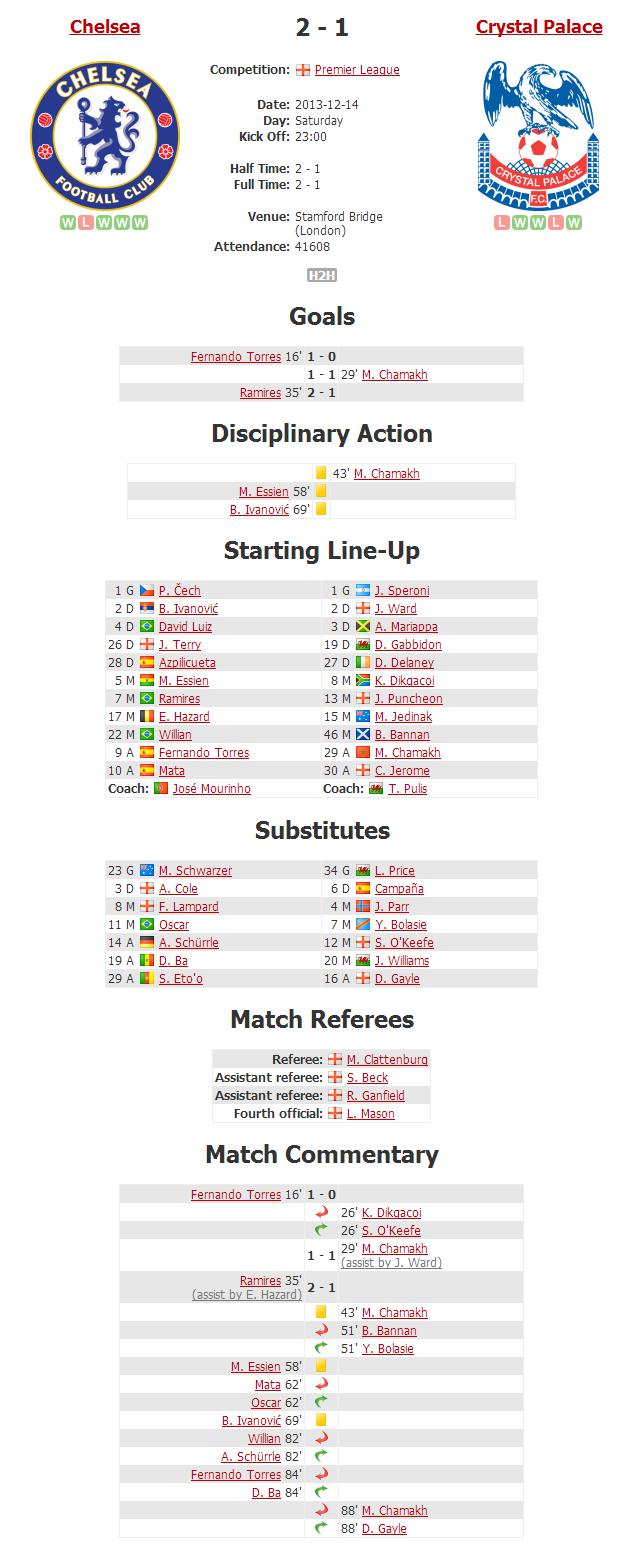 Chelsea 2 - 1 Crystal Palace
CHELSEA FOOTBALL CLUB
CRYSTAL PALACE F.C.
Competition: Premier League
Date: 2013-12-14
Day: Saturday
Kick Off: 23:00
Half Time: 2 - 1
Full Time: 2 - 1
Venue: Stamford Bridge
(London)
Attendance: 41608
W L W W W
L W W L W
H2H
Goals
Fernando Torres 16' 1 - 0
1 - 1 29' M. Chamakh
Ramires 35' 2 - 1
Disciplinary Action
43' M. Chamakh
M. Essien 58'
B. Ivanović 69'
Starting Line-Up
1 G P. Čech 1 G J. Speroni
2 D B. Ivanović 2 D J. Ward
4 D David Luiz 3 D A. Mariappa
26 D J. Terry 19 D D. Gabbidon
28 D Azpilicueta 27 D D. Delaney
5 M M. Essien 8 M K. Dikgacoi
7 M Ramires 13 M J. Puncheon
17 M E. Hazard 15 M M. Jedinak
22 M Willian 46 M B. Bannan
9 A Fernando Torres 29 A M. Chamakh
10 A Mata 30 A C. Jerome
Coach: José Mourinho Coach: T. Pulis
Substitutes
23 G M. Schwarzer 34 G L. Price
3 D A. Cole 6 D Campaña
8 M F. Lampard 4 M J. Parr
11 M Oscar 7 M Y. Bolasie
14 A A. Schürrle 12 M S. O'Keefe
19 A D. Ba 20 M J. Williams
29 A S. Eto'o 16 A D. Gayle
Match Referees
Referee: M. Clattenburg
Assistant referee: S. Beck
Assistant referee: R. Ganfield
Fourth official: L. Mason
Match Commentary
Fernando Torres 16' 1 - 0
26' K. Dikgacoi
26' S. O'Keefe
1 - 1 29' M. Chamakh
(assist by J. Ward)
Ramires 35' 2 - 1
(assist by E. Hazard)
43' M. Chamakh
51' B. Bannan
51' Y. Bolasie
M. Essien 58'
Mata 62'
Oscar 62'
B. Ivanović 69'
Willian 82'
A. Schürrle 82'
Fernando Torres 84'
D. Ba 84'
88' M. Chamakh
88' D. Gayle